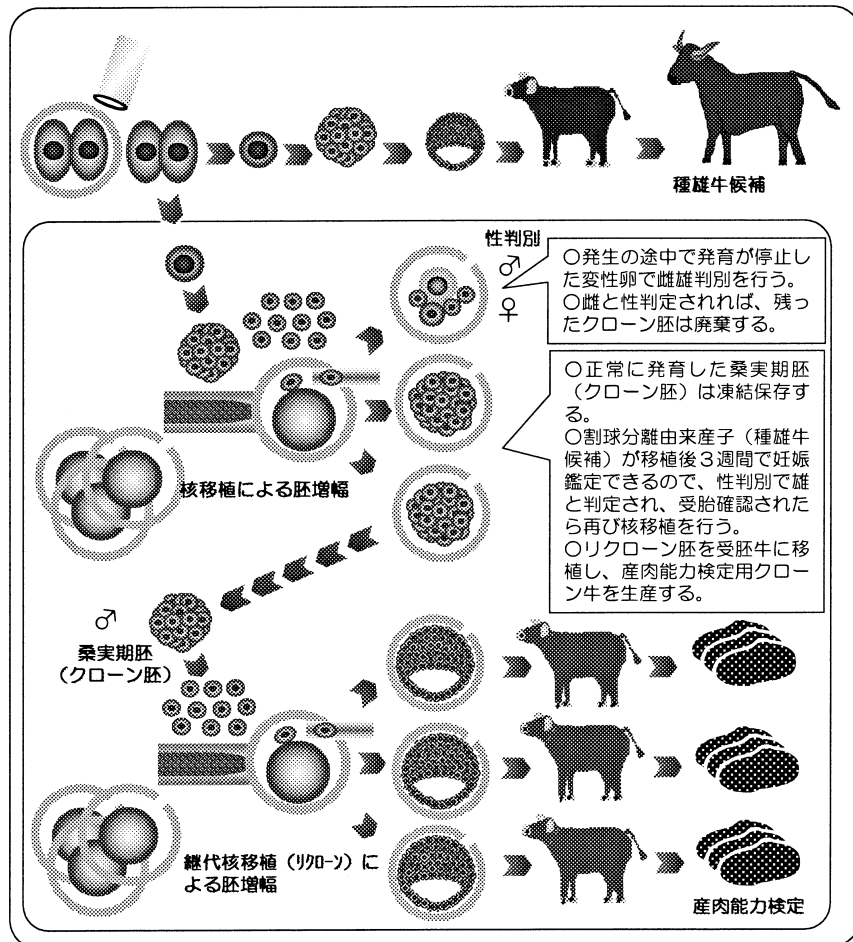 種雄牛候補
性判別
♂
♀
○発生の途中で発育が停止し
た変性卵で雌雄判別を行う。
○雌と性判定されれば、残っ
たクローン胚は廃棄する。
○正常に発育した桑実期胚
（クローン胚）は凍結保存す
る。
○割球分離由来産子（種雄牛
候補）が移植後３週間で妊娠
鑑定できるので、性判別で雄
と判定され、受胎確認された
ら再び核移植を行う。
○リクローン胚を受胚牛に移
植し、産肉能力検定用クロー
ン牛を生産する。
核移植による胚増幅
♂
桑実期胚
（クローン胚）
継代核移植（リクローン）に
よる胚増幅
産肉能力検定